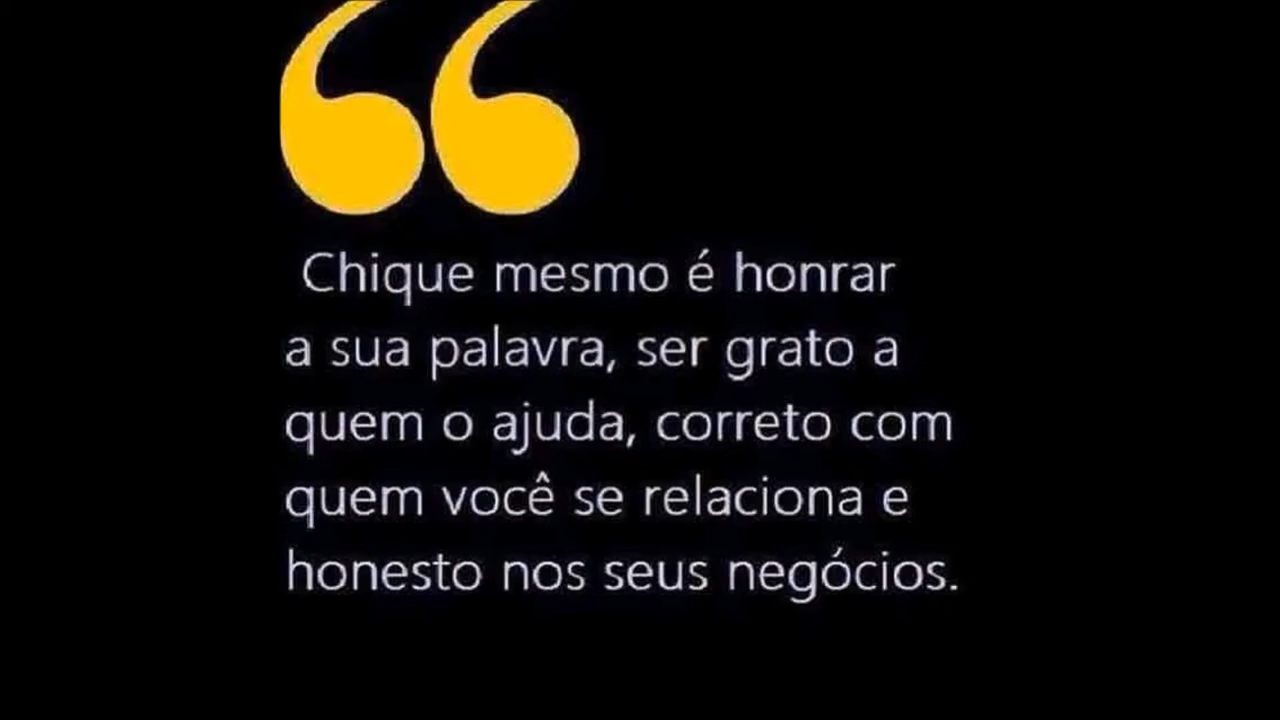 Chique mesmo é honrar
a sua palavra, ser grato a
quem o ajuda, correto com
quem você se relaciona e
honesto nos seus negócios.